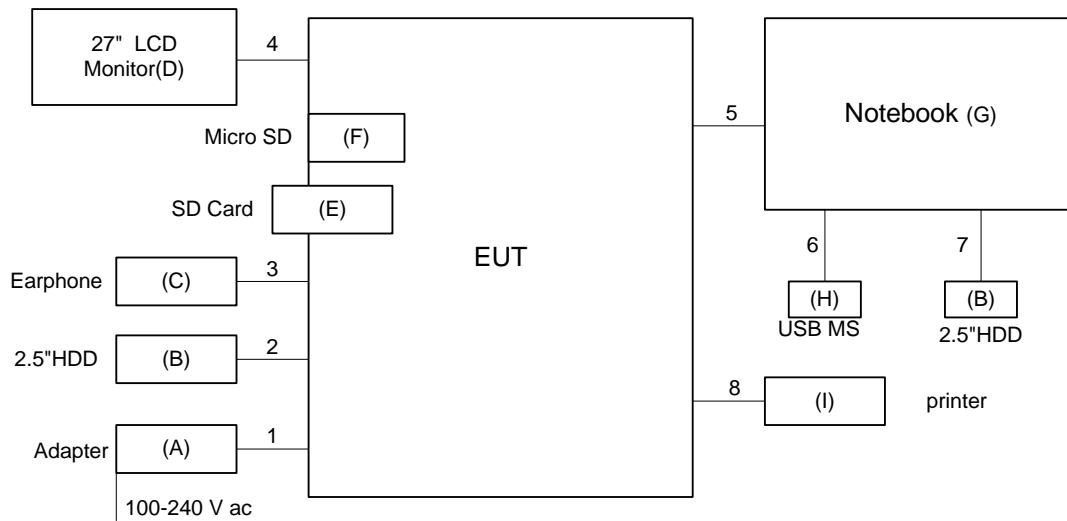 27" LCD
Monitor(D)
4
Micro SD
(F)
SD Card
(E)
Earphone
(C)
3
2.5"HDD
(B)
2
Adapter
(A)
1
100-240 V ac
EUT
5
Notebook (G)
6
7
(H)
USB MS
(B)
2.5"HDD
8
(I)
printer